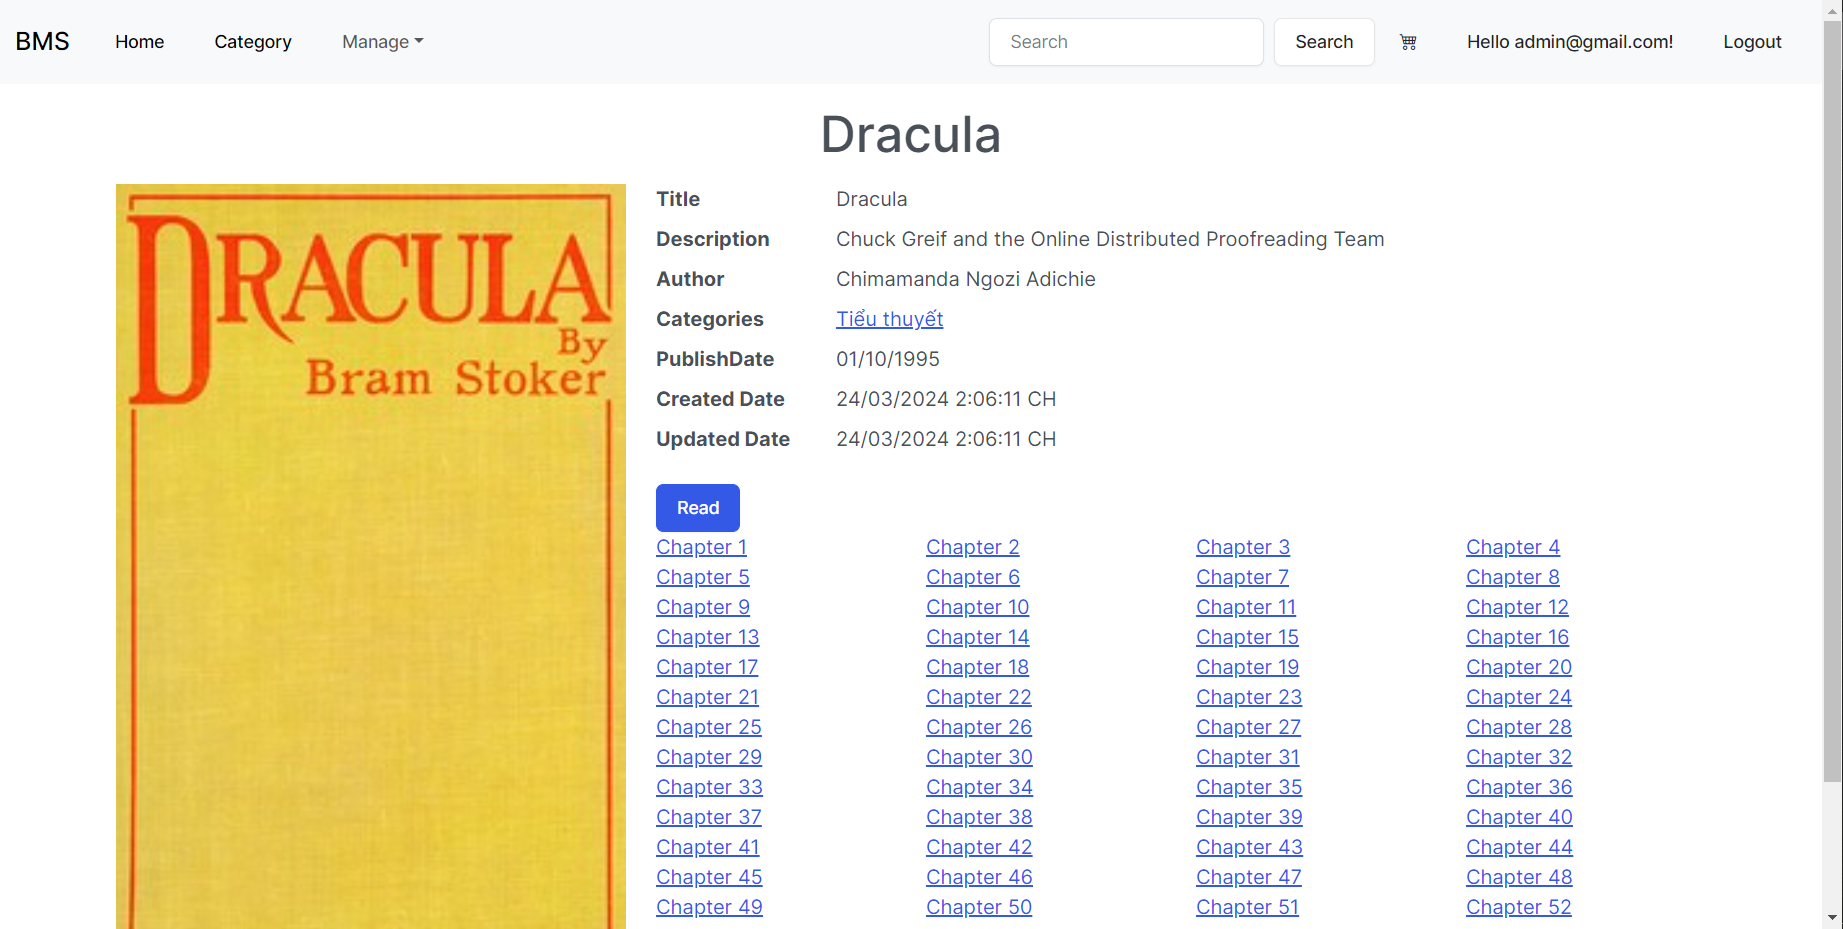 BMS Home Category Manage Search Search Hello admin@gmail.com! Logout
Dracula
DRACULA
By
Bram Stoker
Title Dracula
Description Chuck Greif and the Online Distributed Proofreading Team
Author Chimamanda Ngozi Adichie
Categories Tiểu thuyết
PublishDate 01/10/1995
Created Date 24/03/2024 2:06:11 CH
Updated Date 24/03/2024 2:06:11 CH
Read
Chapter 1 Chapter 2 Chapter 3 Chapter 4
Chapter 5 Chapter 6 Chapter 7 Chapter 8
Chapter 9 Chapter 10 Chapter 11 Chapter 12
Chapter 13 Chapter 14 Chapter 15 Chapter 16
Chapter 17 Chapter 18 Chapter 19 Chapter 20
Chapter 21 Chapter 22 Chapter 23 Chapter 24
Chapter 25 Chapter 26 Chapter 27 Chapter 28
Chapter 29 Chapter 30 Chapter 31 Chapter 32
Chapter 33 Chapter 34 Chapter 35 Chapter 36
Chapter 37 Chapter 38 Chapter 39 Chapter 40
Chapter 41 Chapter 42 Chapter 43 Chapter 44
Chapter 45 Chapter 46 Chapter 47 Chapter 48
Chapter 49 Chapter 50 Chapter 51 Chapter 52